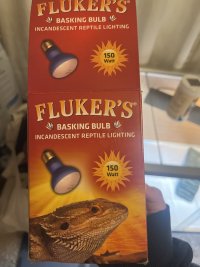 FLUKER'S®
BASKING BULB
INCANDESCENT REPTILE LIGHTING
150
Watt
FLUKER'S®
BASKING BULB
INCANDESCENT REPTILE LIGHTING
150
Watt